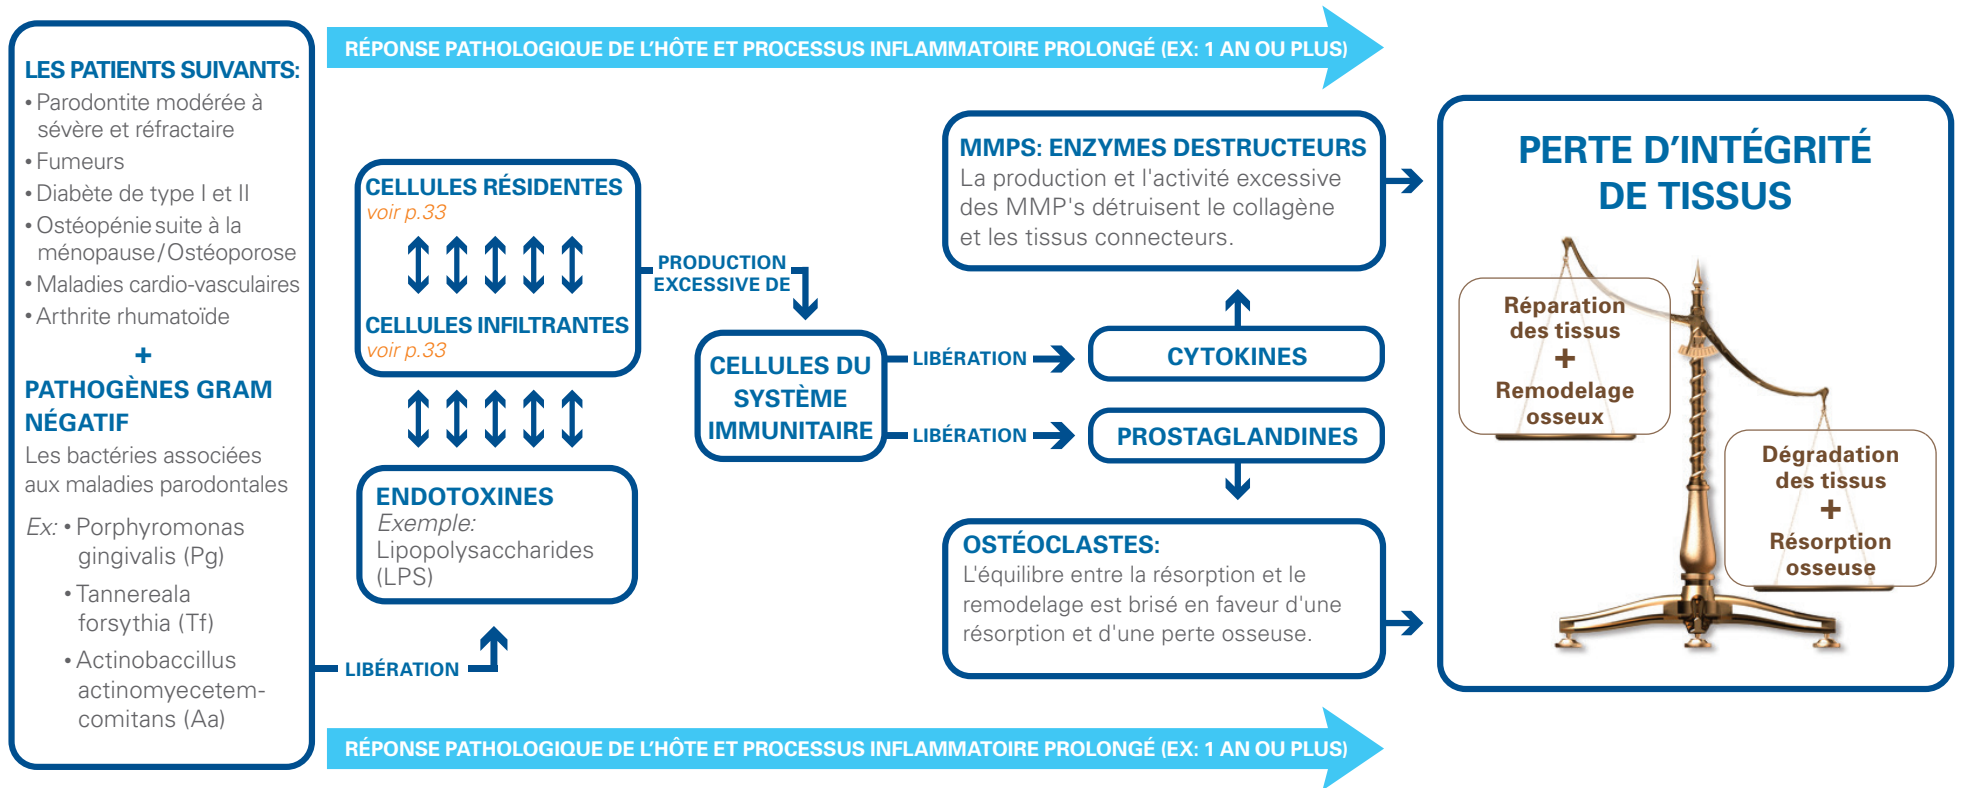 RÉPONSE PATHOLOGIQUE DE L'HÔTE ET PROCESSUS INFLAMMATOIRE PROLONGÉ (EX: 1 AN OU PLUS)
LES PATIENTS SUIVANTS:
• Parodontite modérée à
sévère et réfractaire
• Fumeurs
• Diabète de type I et II
• Ostéopénie suite à la
ménopause/Ostéoporose
• Maladies cardio-vasculaires
• Arthrite rhumatoïde
+
PATHOGÈNES GRAM
NÉGATIF
Les bactéries associées
aux maladies parodontales
Ex: • Porphyromonas
gingivalis (Pg)
• Tannereala
forsythia (Tf)
• Actinobaccillus
actinomyecetem-
comitans (Aa)
LIBÉRATION
CELLULES RÉSIDENTES
voir p.33
CELLULES INFILTRANTES
voir p.33
ENDOTOXINES
Exemple:
Lipopolysaccharides
(LPS)
PRODUCTION
EXCESSIVE DE
CELLULES DU
SYSTÈME
IMMUNITAIRE
LIBÉRATION
LIBÉRATION
MMPS: ENZYMES DESTRUCTEURS
La production et l'activité excessive
des MMP's détruisent le collagène
et les tissus connecteurs.
CYTOKINES
PROSTAGLANDINES
OSTÉOCLASTES:
L'équilibre entre la résorption et le
remodelage est brisé en faveur d'une
résorption et d'une perte osseuse.
PERTE D'INTÉGRITÉ
DE TISSUS
Réparation
des tissus
+
Remodelage
osseux
Dégradation
des tissus
+
Résorption
osseuse
RÉPONSE PATHOLOGIQUE DE L'HÔTE ET PROCESSUS INFLAMMATOIRE PROLONGÉ (EX: 1 AN OU PLUS)